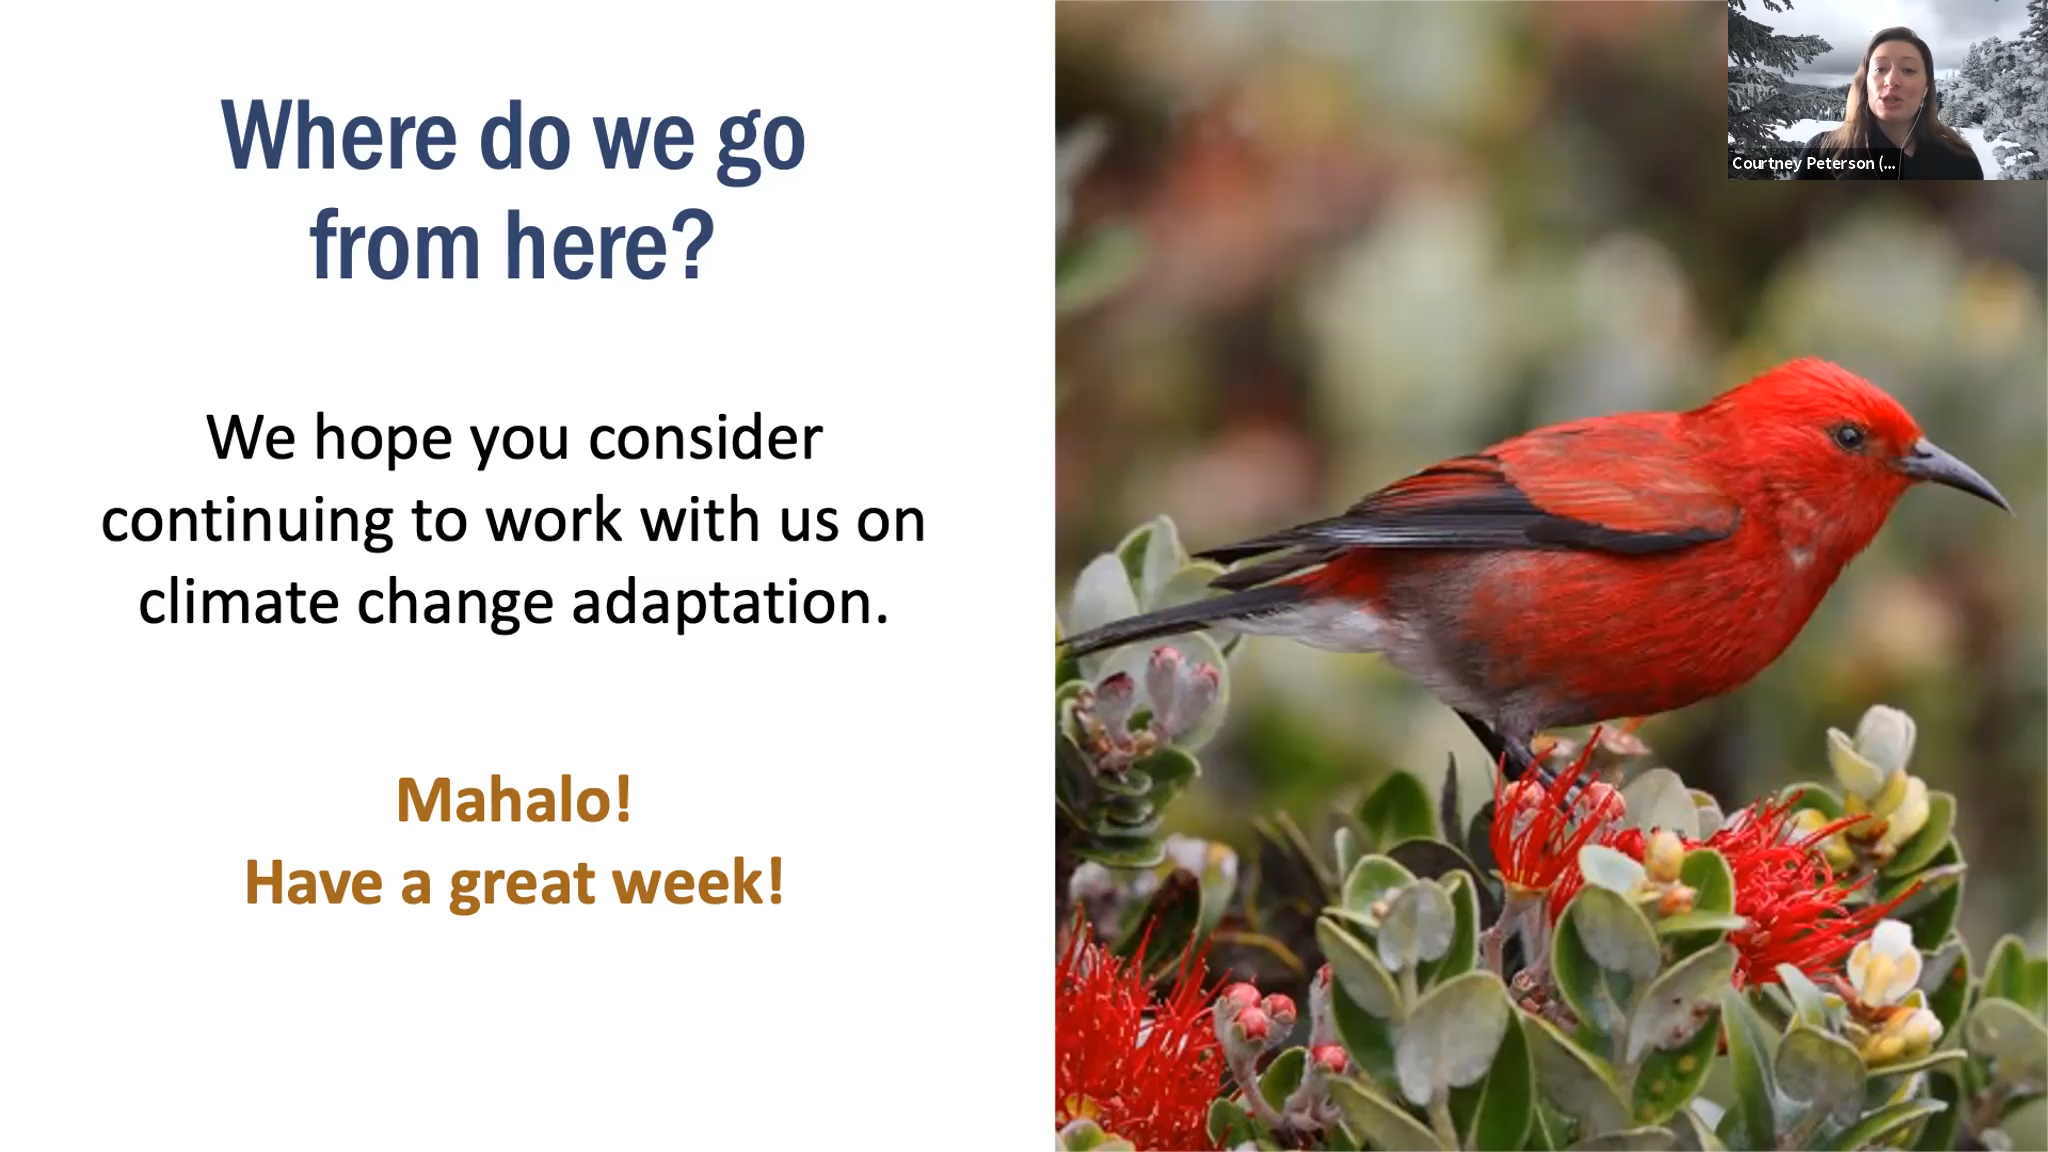 Where do we go
from here?
We hope you consider
continuing to work with us on
climate change adaptation.
Mahalo!
Have a great week!
Courtney Peterson (...